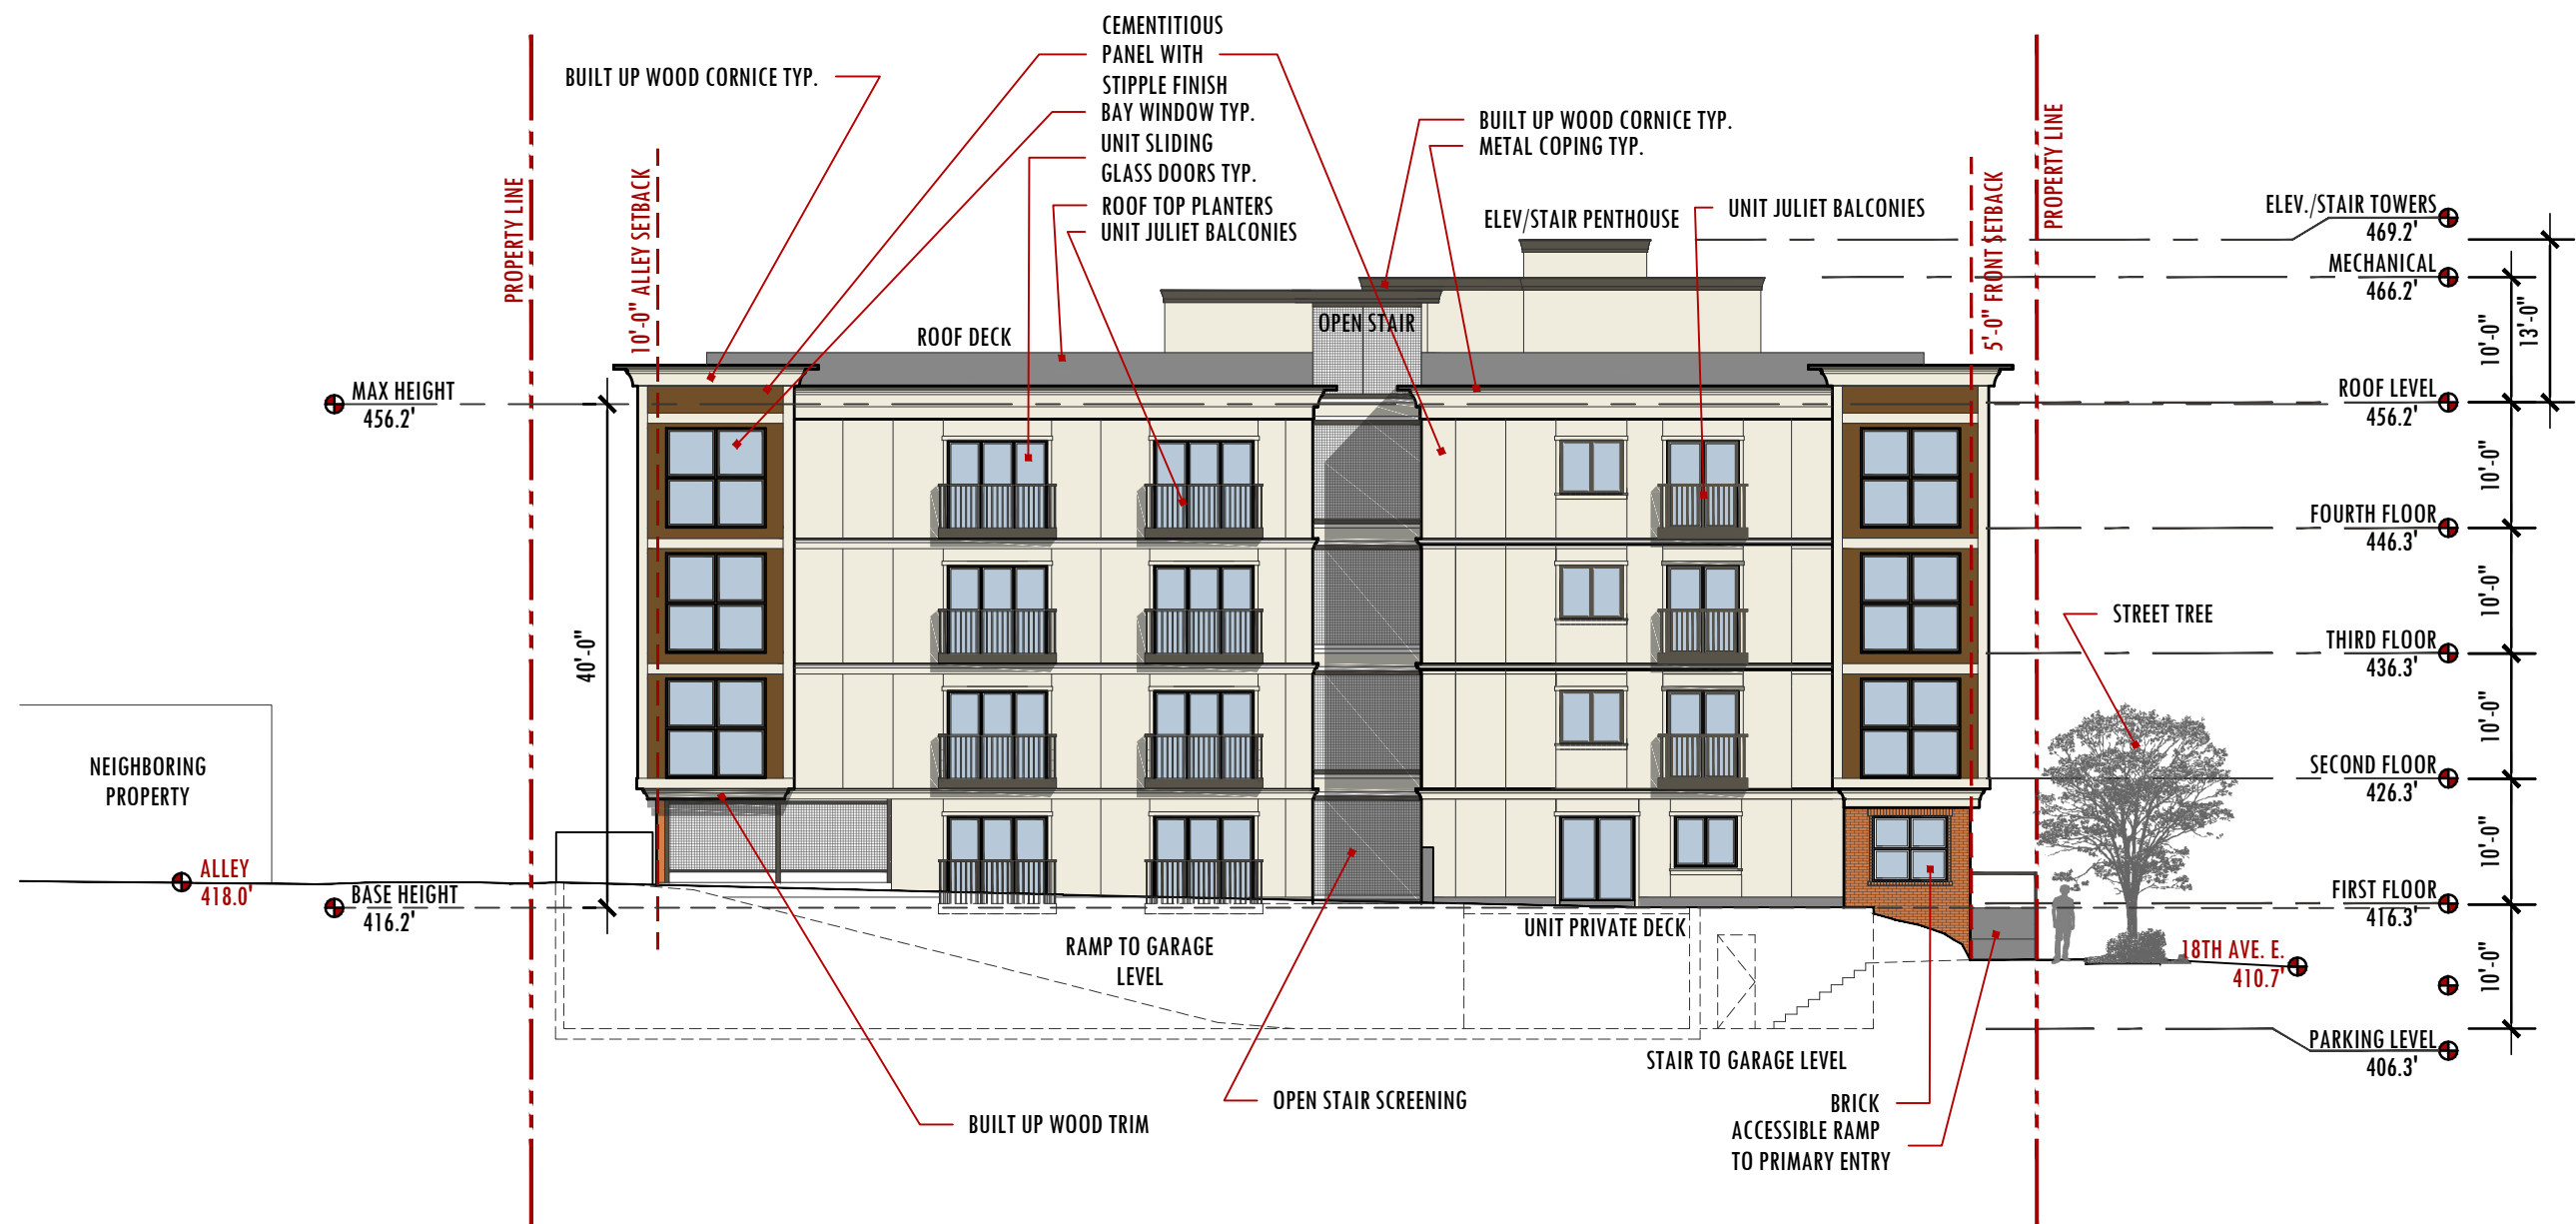 CEMENTITIOUS
PANEL WITH
STIPPLE FINISH
BAY WINDOW TYP.
UNIT SLIDING
GLASS DOORS TYP.
ROOF TOP PLANTERS
UNIT JULIET BALCONIES
BUILT UP WOOD CORNICE TYP.
BUILT UP WOOD CORNICE TYP.
METAL COPING TYP.
ELEV/STAIR PENTHOUSE
UNIT JULIET BALCONIES
PROPERTY LINE
10'-0" ALLEY SETBACK
5'-0" FRONT SETBACK
PROPERTY LINE
ELEV./STAIR TOWERS
469.2'
MECHANICAL
466.2'
10'-0"
13'-0"
ROOF DECK
OPEN STAIR
MAX HEIGHT
456.2'
ROOF LEVEL
456.2'
10'-0"
FOURTH FLOOR
446.3'
10'-0"
STREET TREE
THIRD FLOOR
436.3'
40'-0"
10'-0"
NEIGHBORING
PROPERTY
SECOND FLOOR
426.3'
10'-0"
ALLEY
418.0'
BASE HEIGHT
416.2'
FIRST FLOOR
416.3'
RAMP TO GARAGE
LEVEL
UNIT PRIVATE DECK
18TH AVE. E.
410.7'
10'-0"
STAIR TO GARAGE LEVEL
PARKING LEVEL
406.3'
OPEN STAIR SCREENING
BUILT UP WOOD TRIM
BRICK
ACCESSIBLE RAMP
TO PRIMARY ENTRY